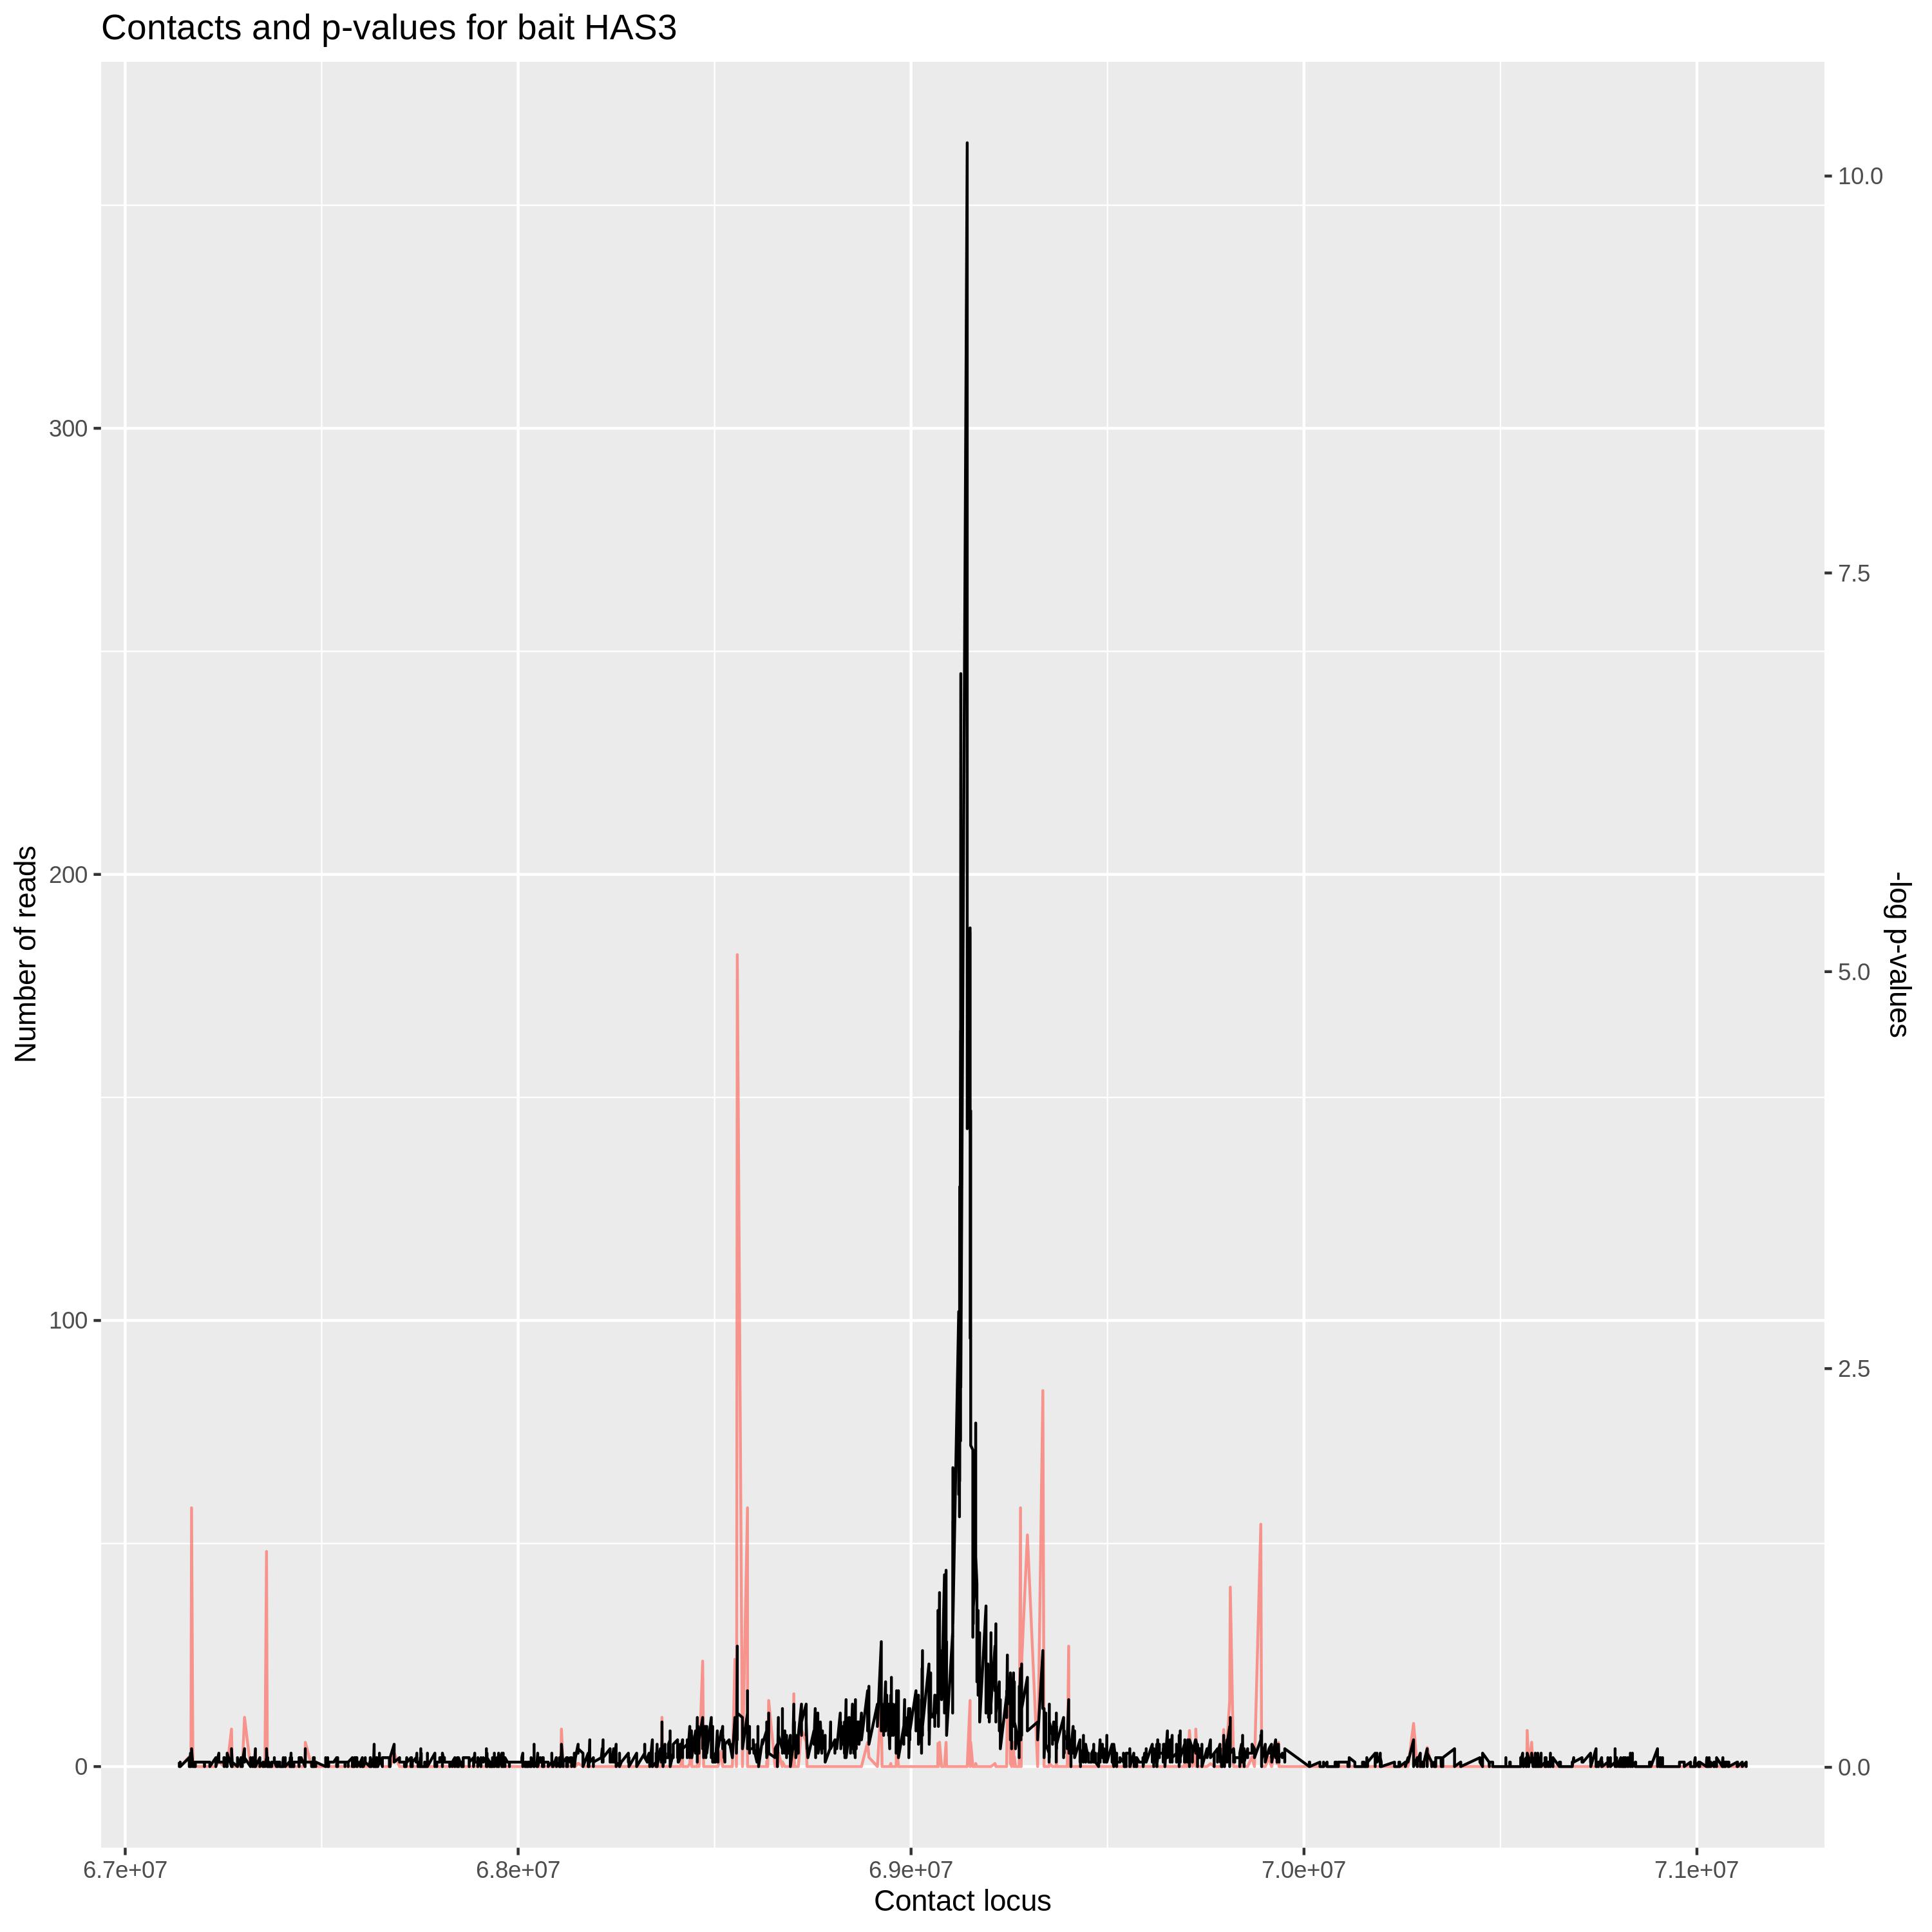 Contacts and p-values for bait HAS3
10.0
300
7.5
200
5.0
Number of reads
-log p-values
100
2.5
0
0.0
6.7e+07 6.8e+07 6.9e+07 7.0e+07 7.1e+07
Contact locus